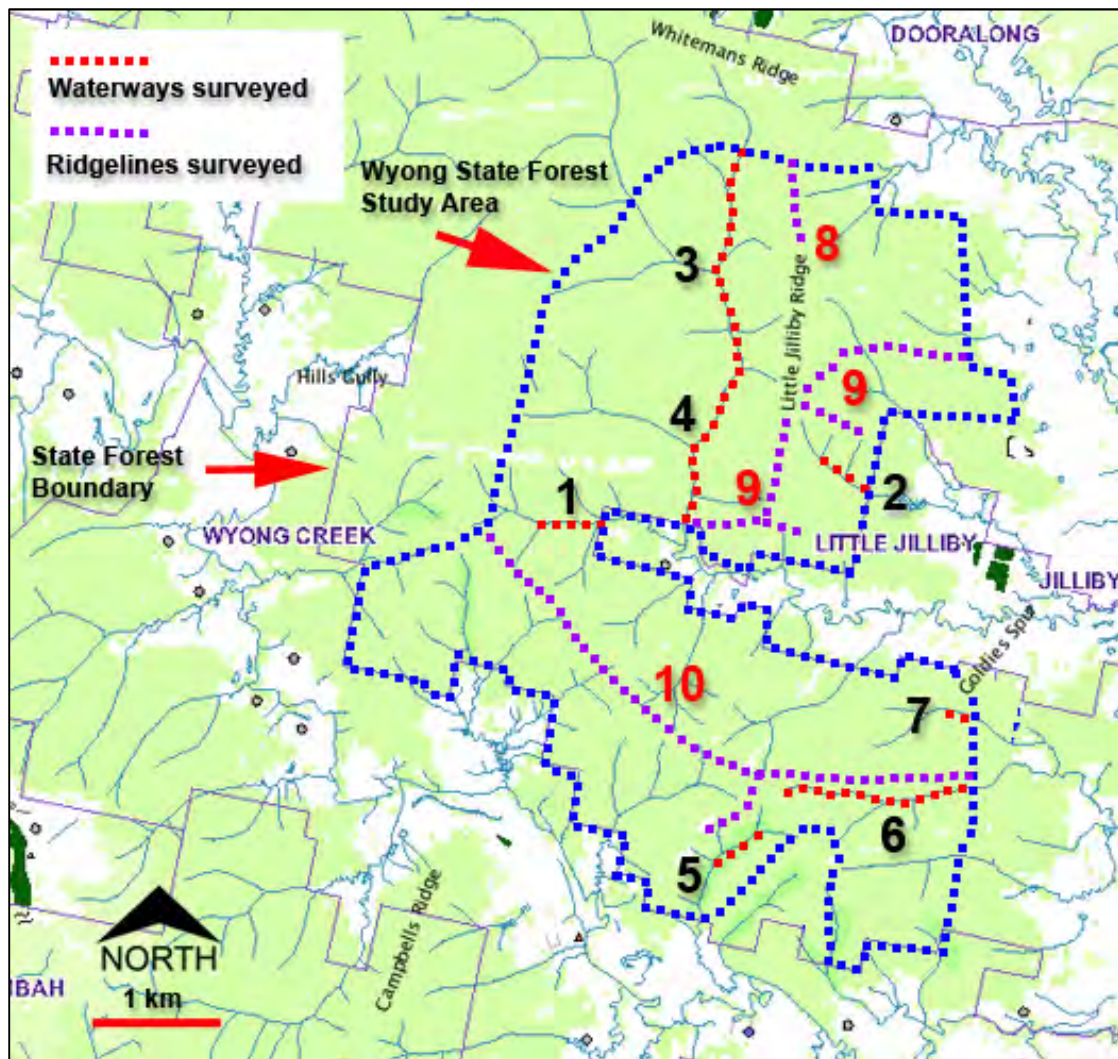 DOORALONG
Whitemans Ridge
Waterways surveyed
Ridgelines surveyed
Wyong State Forest
Study Area
8
3
Little Jilliby Ridge
Hills Gully
9
4
State Forest
Boundary
2
9
1
WYONG CREEK
LITTLE JILLIBY
JILLIBY
Goldies Spur
10
7
6
5
Campbells Ridge
NORTH
IBAH
1 km